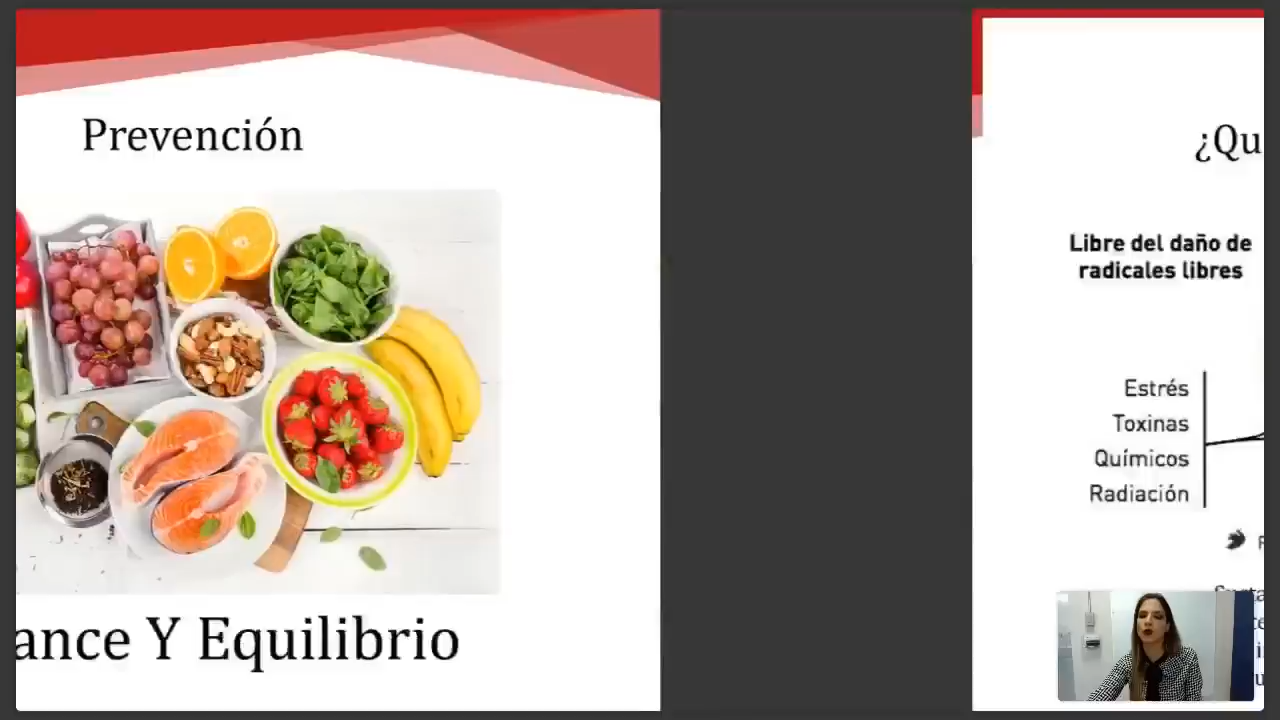 Prevención
ance Y Equilibrio
¿Qu
Libre del daño de
radicales libres
Estrés
Toxinas
Químicos
Radiación